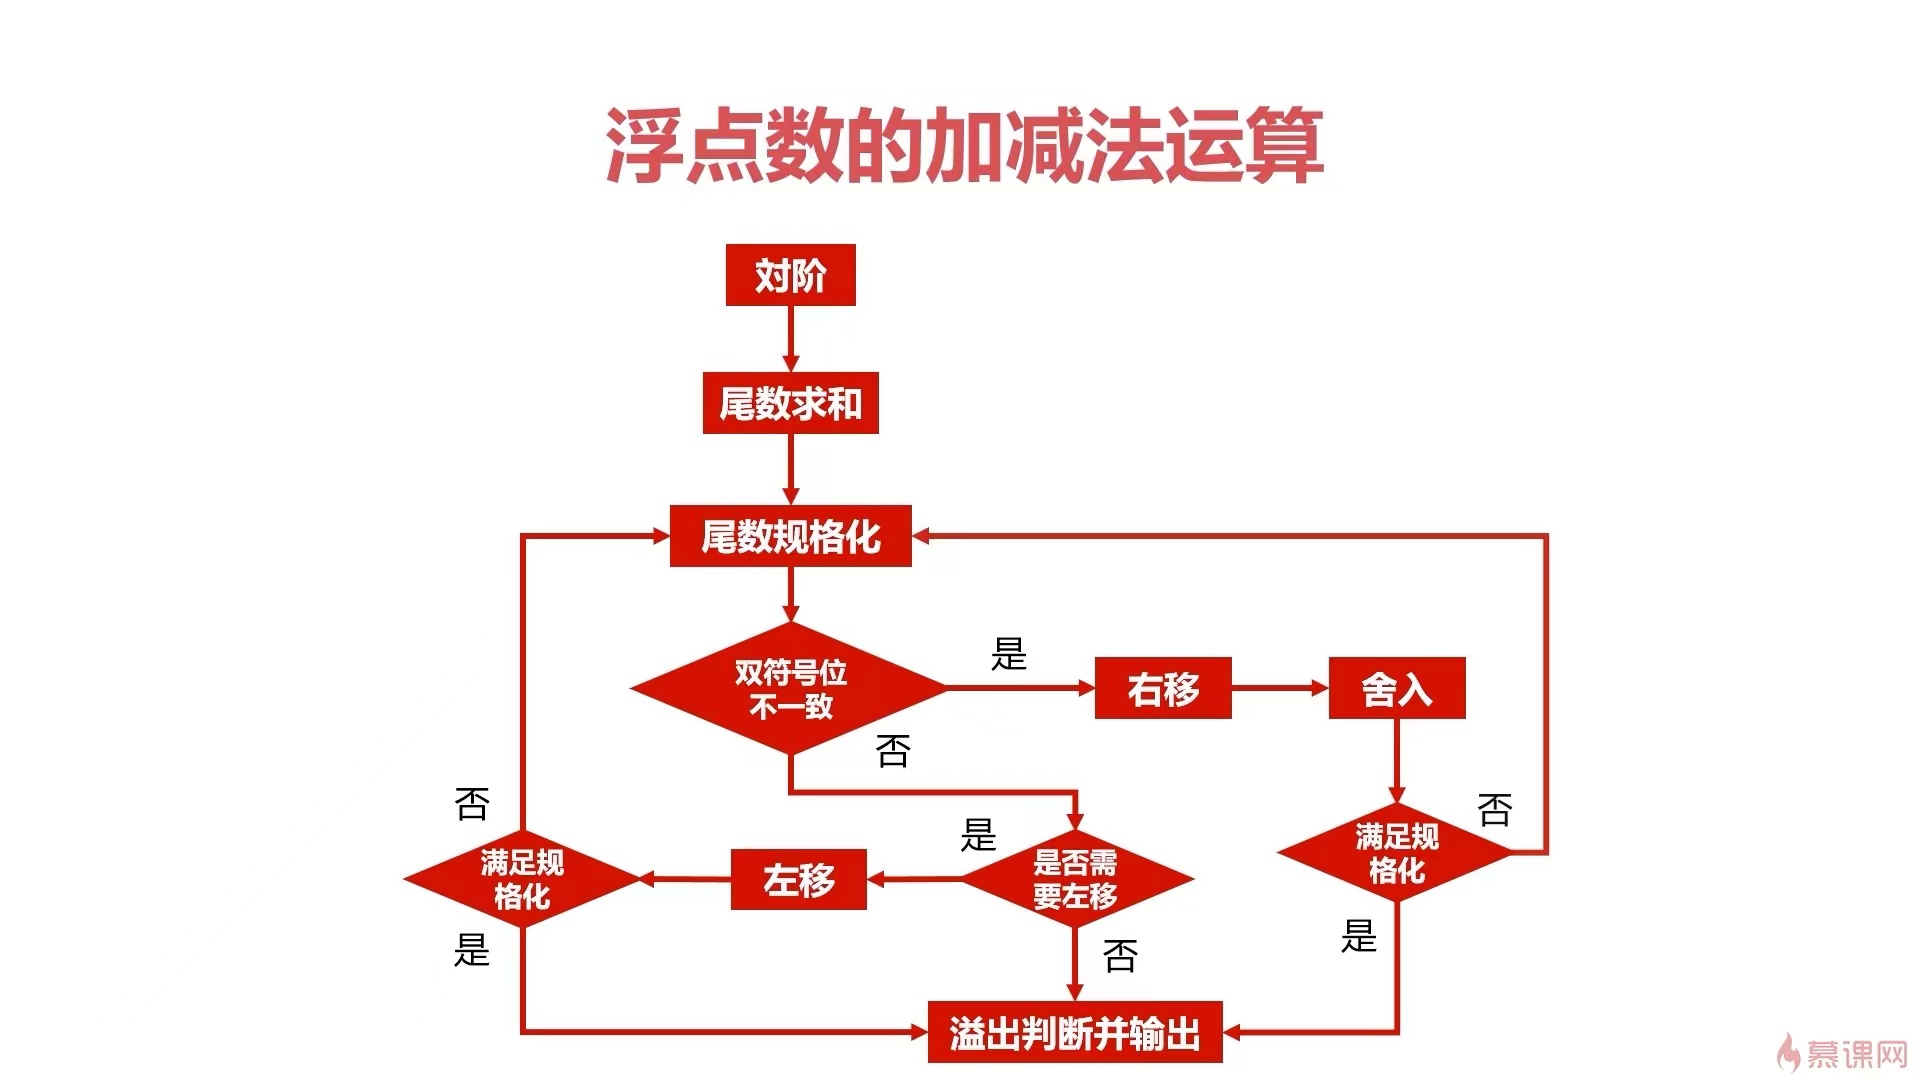 浮点数的加减法运算
对阶
尾数求和
尾数规格化
双符号位
不一致
是
右移
舍入
否
否
满足规
格化
是
左移
是
是否需
要左移
否
满足规
格化
否
是
溢出判断并输出
慕课网